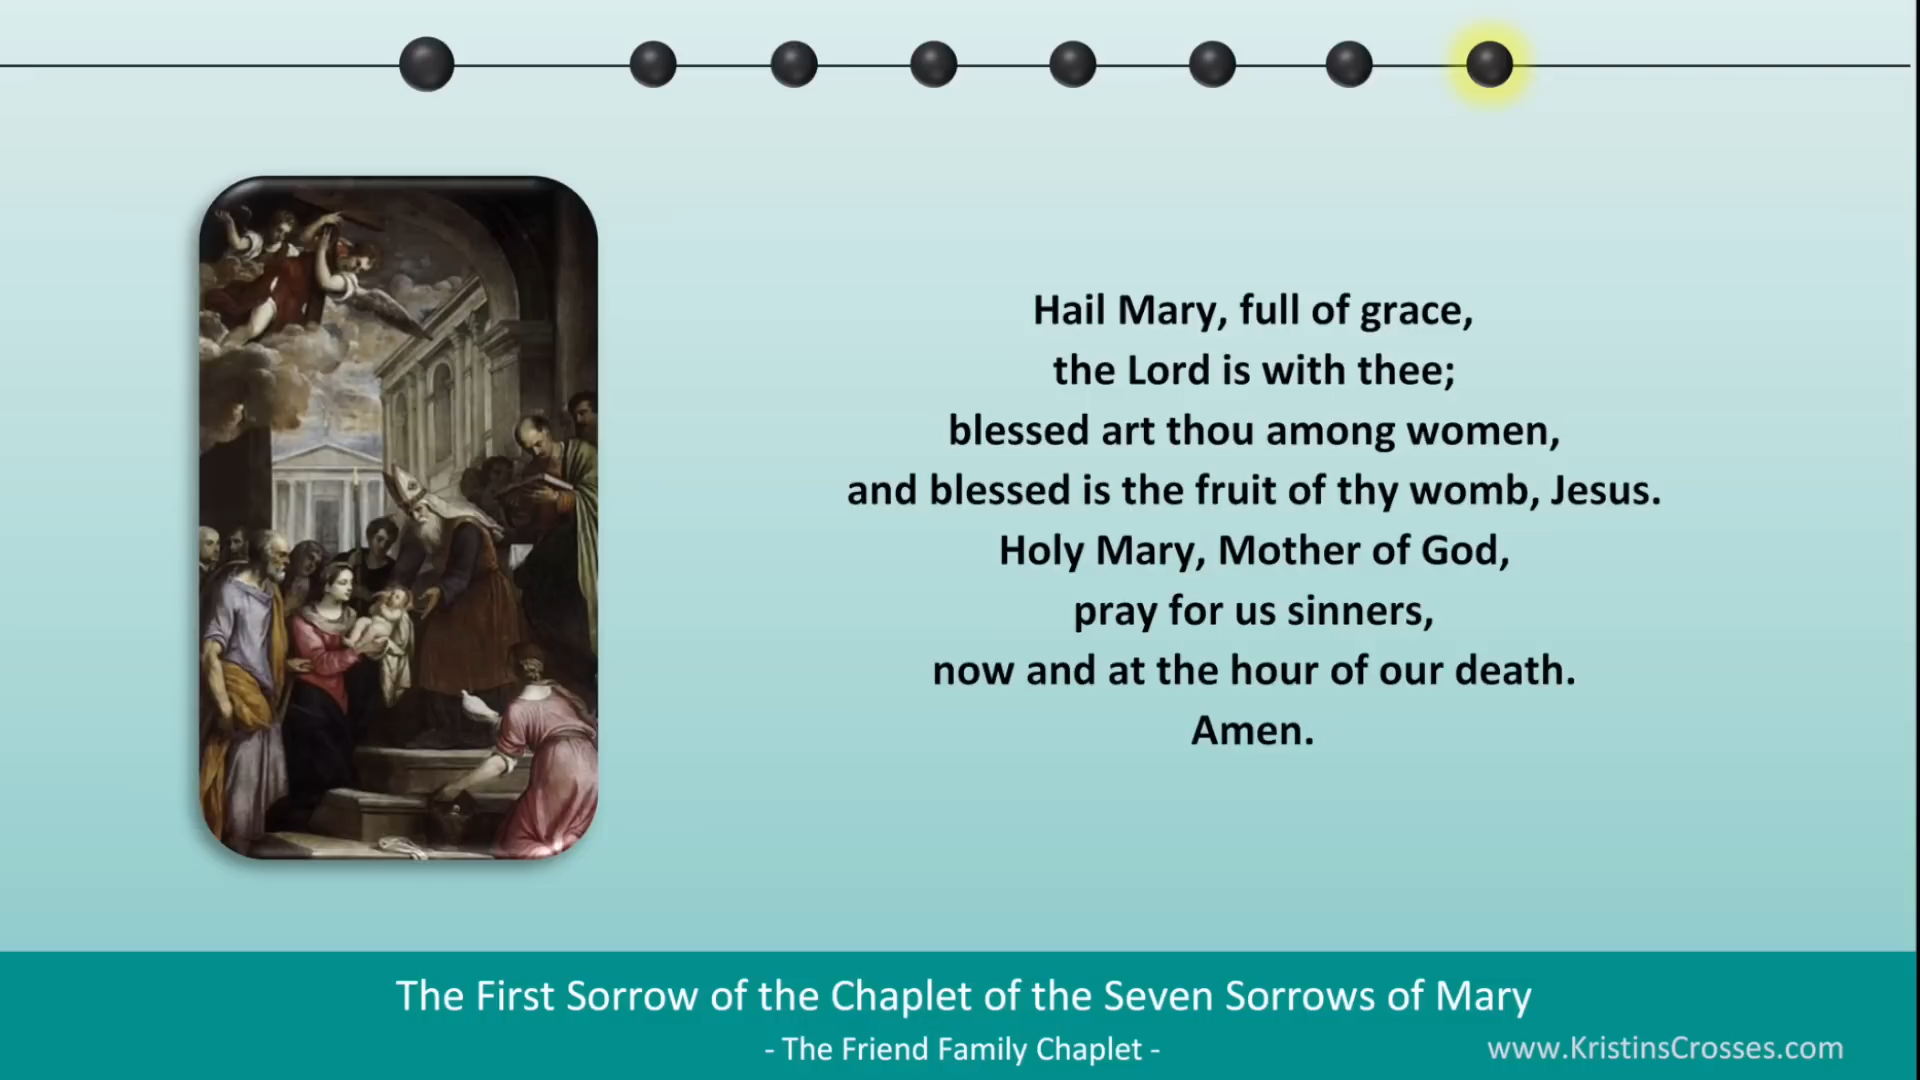 Hail Mary, full of grace,
the Lord is with thee;
blessed art thou among women,
and blessed is the fruit of thy womb, Jesus.
Holy Mary, Mother of God,
pray for us sinners,
now and at the hour of our death.
Amen.
The First Sorrow of the Chaplet of the Seven Sorrows of Mary
- The Friend Family Chaplet -
www.KristinsCrosses.com